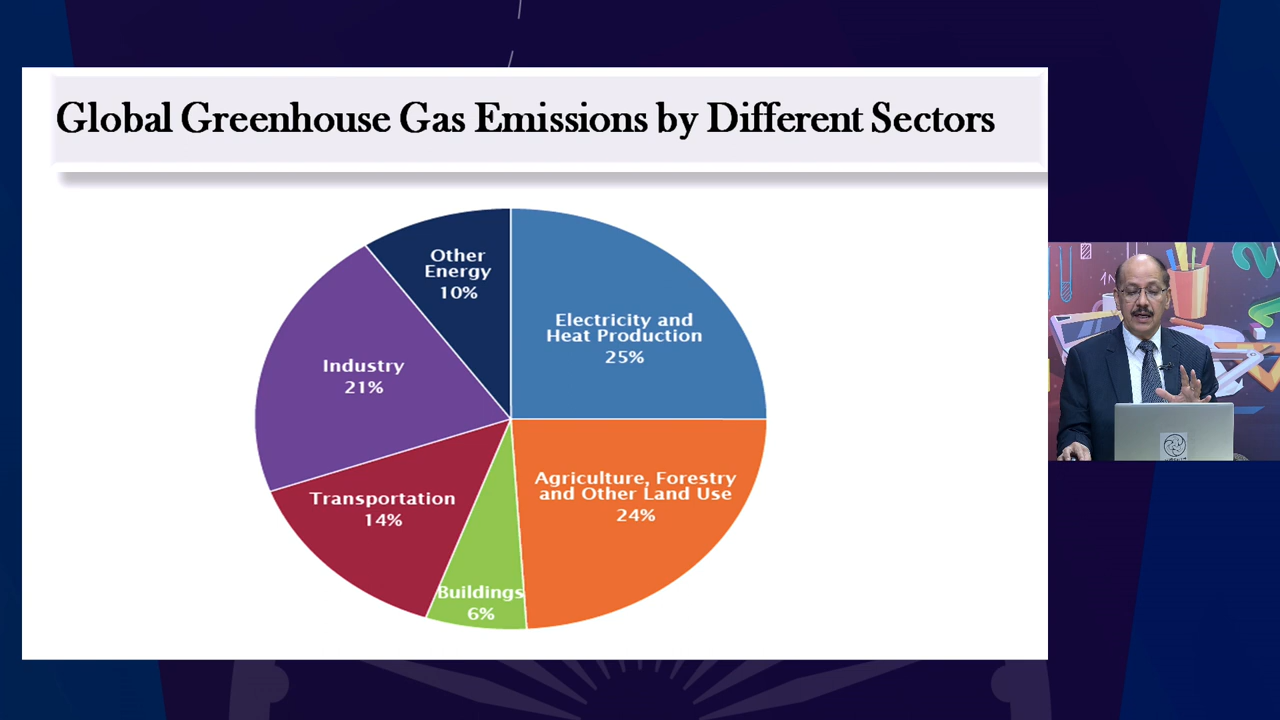 Global Greenhouse Gas Emissions by Different Sectors
Other
Energy
10%
Electricity and
Heat Production
25%
Industry
21%
Agriculture, Forestry
and Other Land Use
24%
Transportation
14%
Buildings
6%